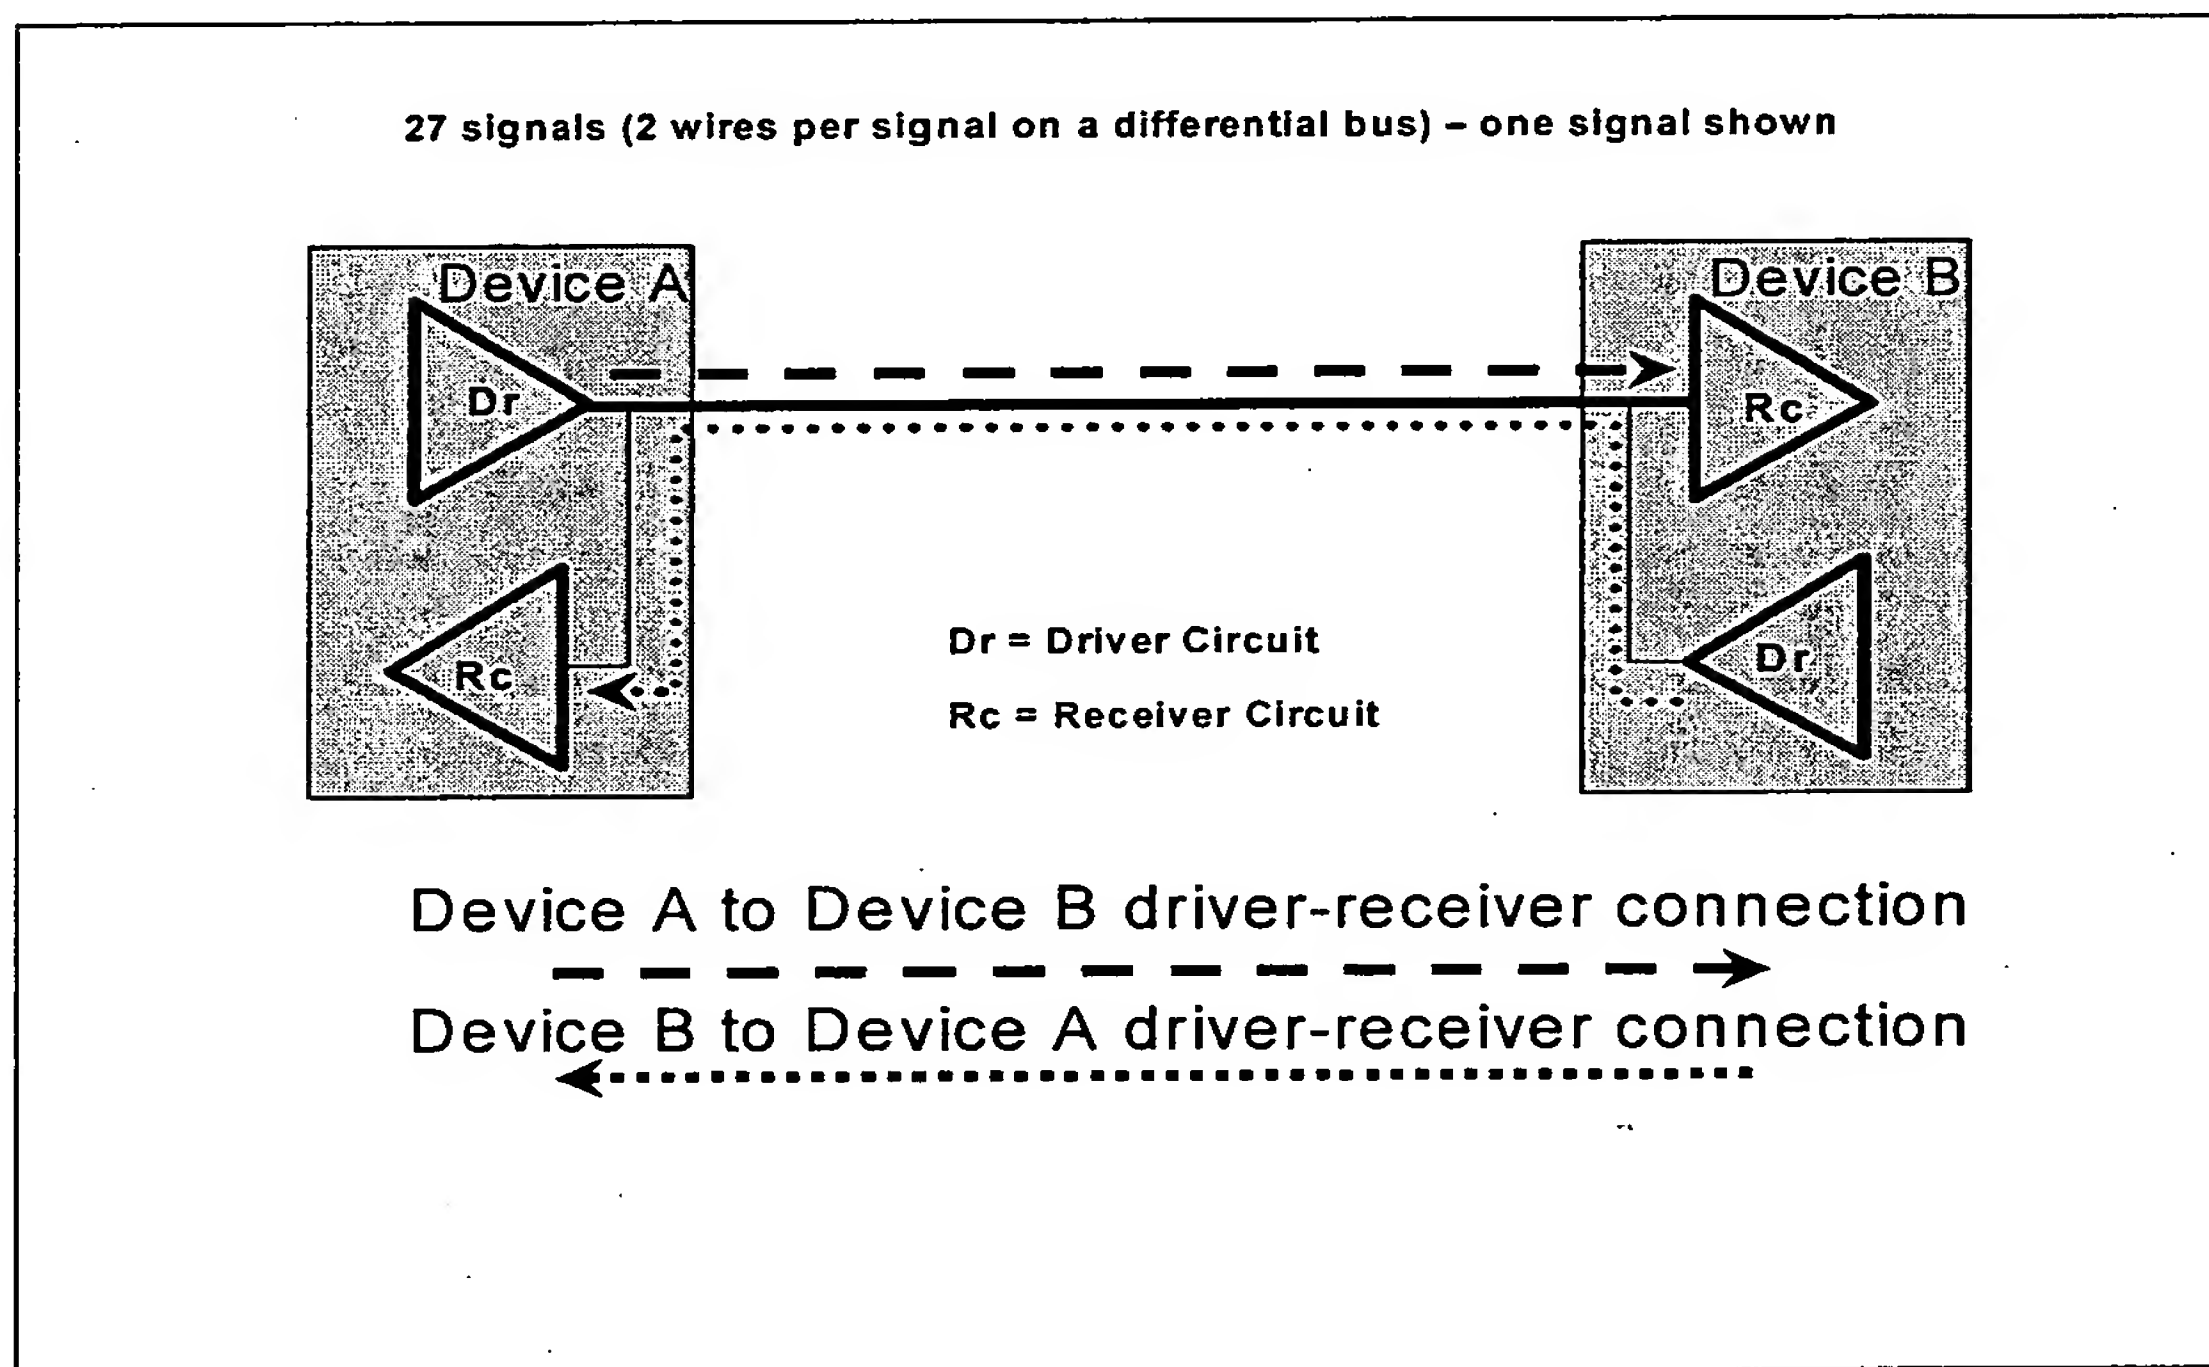 27 signals (2 wires per signal on a differential bus) – one signal shown
Device A
Device B
Dr
Rc
Rc
Dr
Dr = Driver Circuit
Rc = Receiver Circuit
Device A to Device B driver-receiver connection
Device B to Device A driver-receiver connection